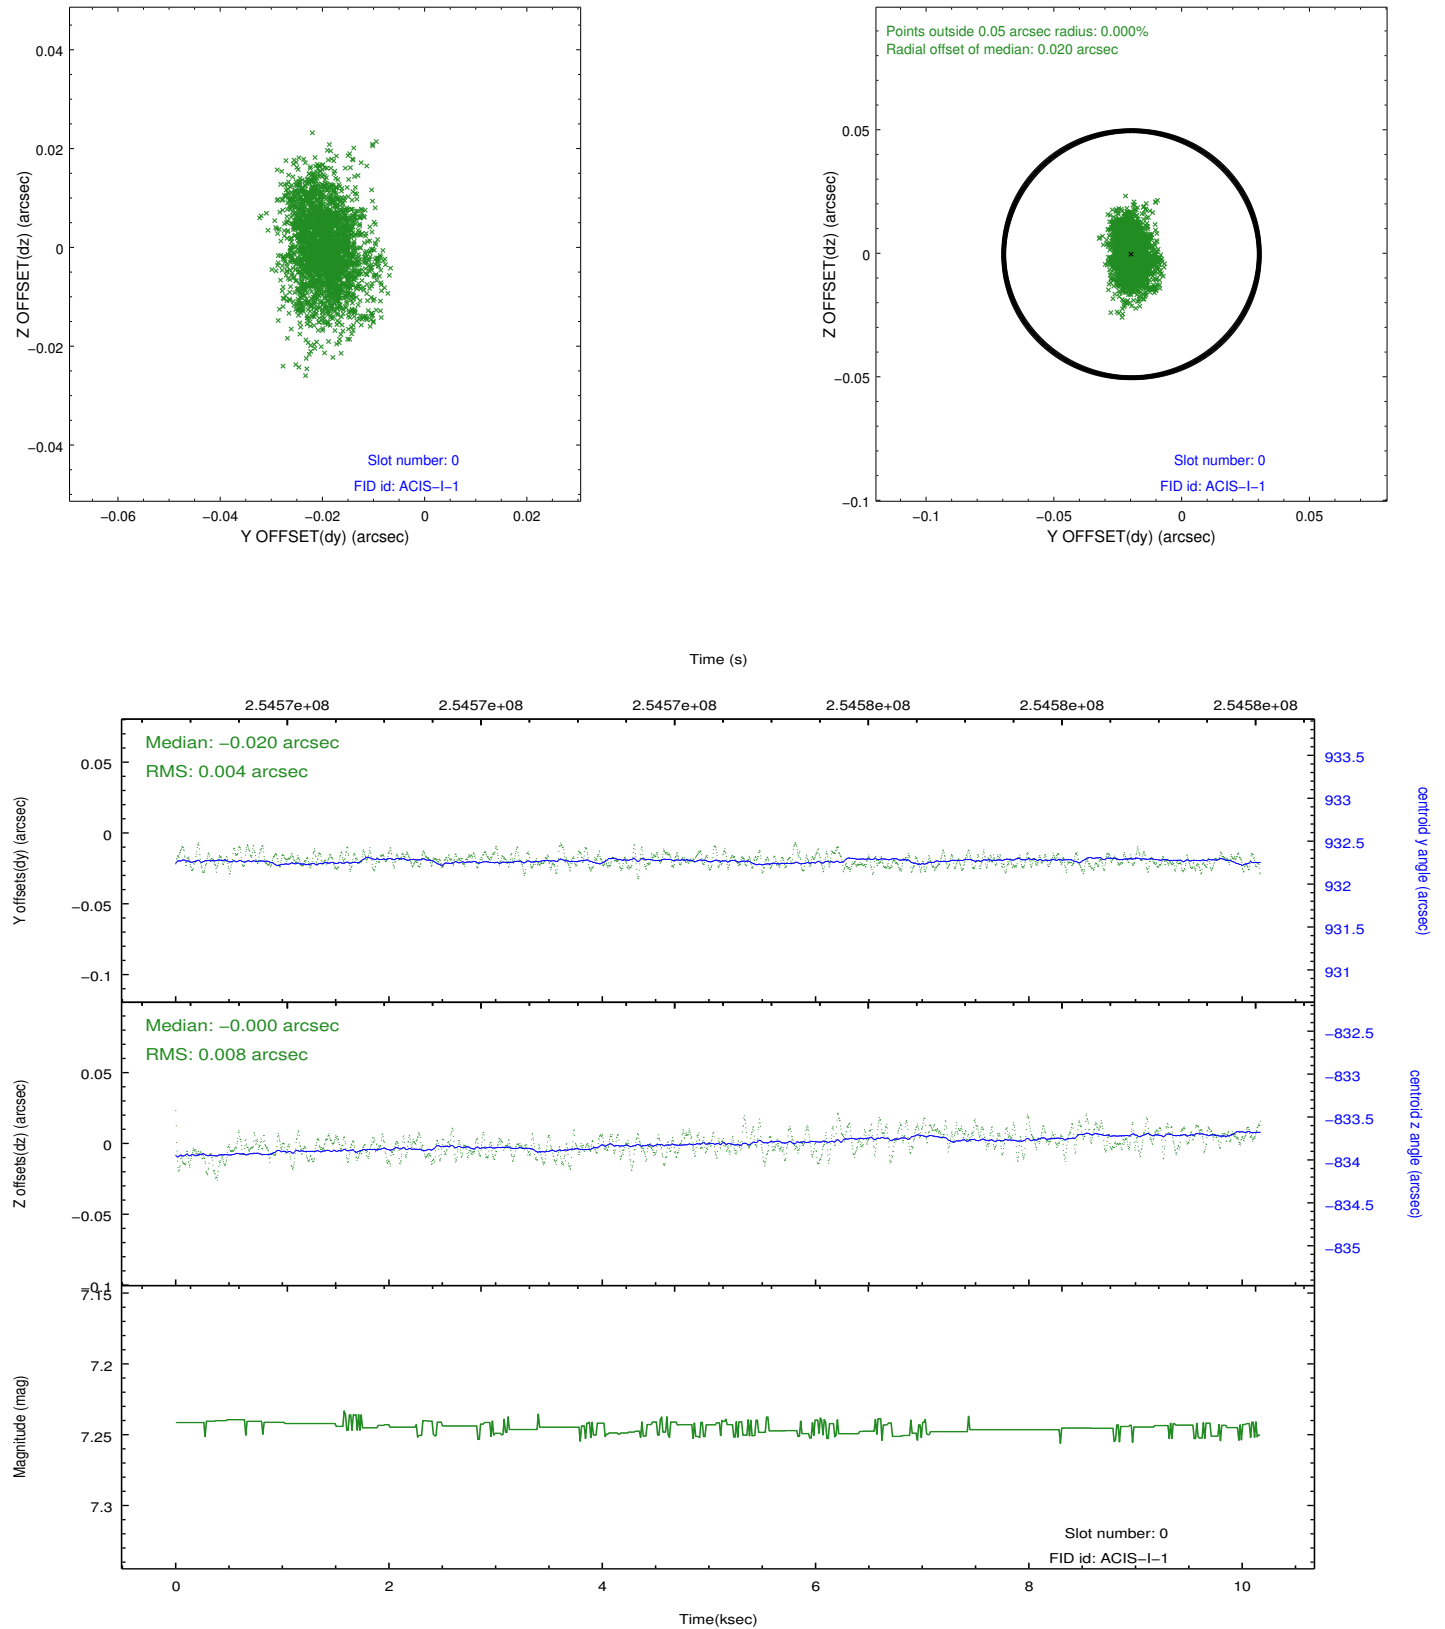 0.04
0.02
0
−0.02
−0.04
Z OFFSET(dz) (arcsec)
Slot number: 0
FID id: ACIS−I−1
−0.06
−0.04
−0.02
0
0.02
Y OFFSET(dy) (arcsec)
Points outside 0.05 arcsec radius: 0.000%
Radial offset of median: 0.020 arcsec
0.05
0
−0.05
−0.1
Z OFFSET(dz) (arcsec)
Slot number: 0
FID id: ACIS−I−1
−0.1
−0.05
0
0.05
Y OFFSET(dy) (arcsec)
Time (s)
2.5457e+08
2.5457e+08
2.5457e+08
2.5458e+08
2.5458e+08
2.5458e+08
Median: −0.020 arcsec
RMS: 0.004 arcsec
0.05
0
−0.05
−0.1
Y offsets(dy) (arcsec)
933.5
933
932.5
932
931.5
931
centroid y angle (arcsec)
Median: −0.000 arcsec
RMS: 0.008 arcsec
0.05
0
−0.05
−0.1
Z offsets(dz) (arcsec)
−832.5
−833
−833.5
−834
−834.5
−835
centroid z angle (arcsec)
7.15
7.2
7.25
7.3
Magnitude (mag)
Slot number: 0
FID id: ACIS−I−1
0
2
4
6
8
10
Time(ksec)